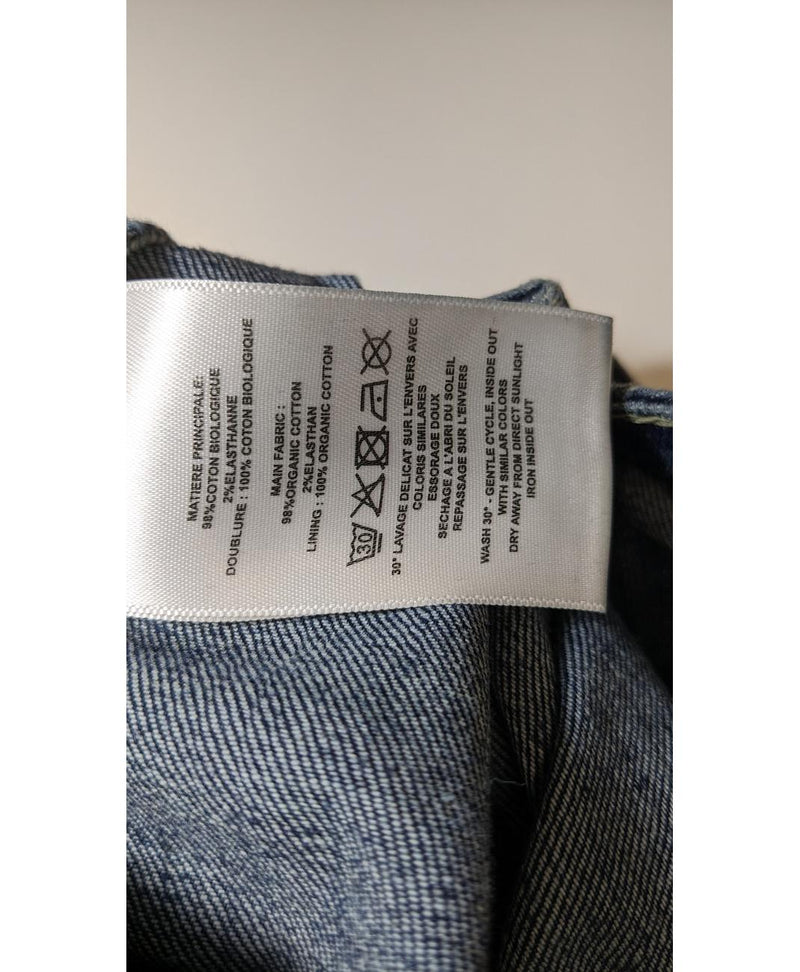 MATIERE PRINCIPALE:
98%COTON BIOLOGIQUE
2%ELASTHANNE
DOUBLURE : 100% COTON BIOLOGIQUE
MAIN FABRIC :
98%ORGANIC COTTON
2%ELASTHAN
LINING : 100% ORGANIC COTTON
30
30° LAVAGE DELICAT SUR L'ENVERS AVEC
COLORIS SIMILAIRES
ESSORAGE DOUX
SECHAGE A L'ABRI DU SOLEIL
REPASSAGE SUR L'ENVERS
WASH 30° - GENTLE CYCLE, INSIDE OUT
WITH SIMILAR COLORS
DRY AWAY FROM DIRECT SUNLIGHT
IRON INSIDE OUT